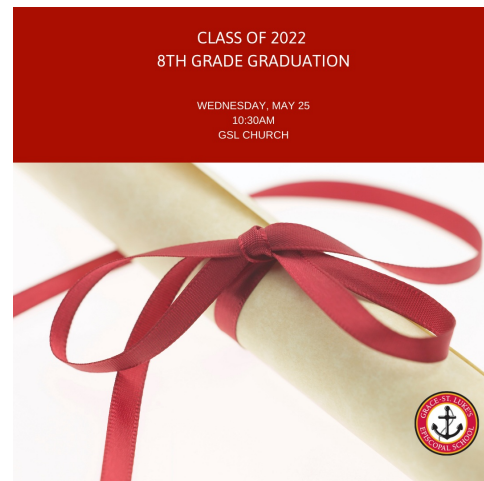 CLASS OF 2022
8TH GRADE GRADUATION
WEDNESDAY, MAY 25
10:30AM
GSL CHURCH
GRACE-ST. LUKE'S
EPISCOPAL SCHOOL